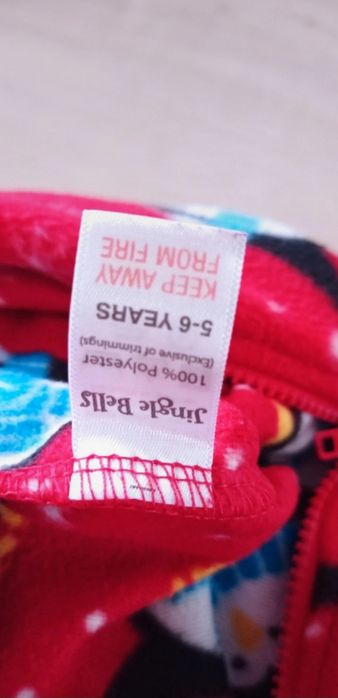 Jingle Bells
100% Polyester
(Exclusive of trimmings)
5-6 YEARS
KEEP AWAY
FROM FIRE